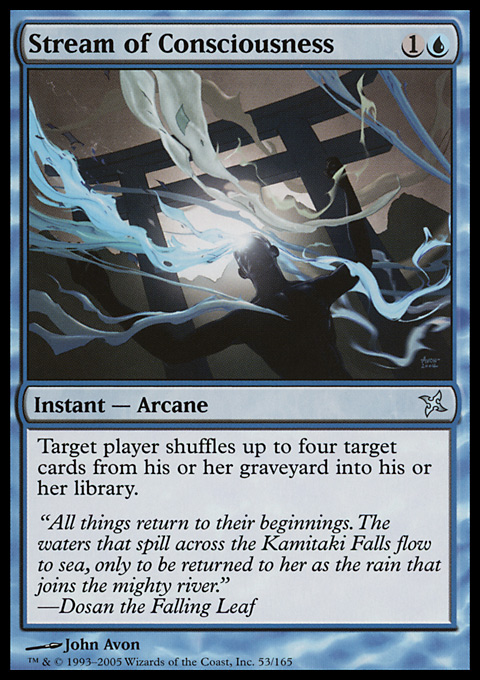 Stream of Consciousness 1
Instant — Arcane
Target player shuffles up to four target
cards from his or her graveyard into his or
her library.
“All things return to their beginnings. The
waters that spill across the Kamitaki Falls flow
to sea, only to be returned to her as the rain that
joins the mighty river.”
—Dosan the Falling Leaf
John Avon
™ & © 1993–2005 Wizards of the Coast, Inc. 53/165